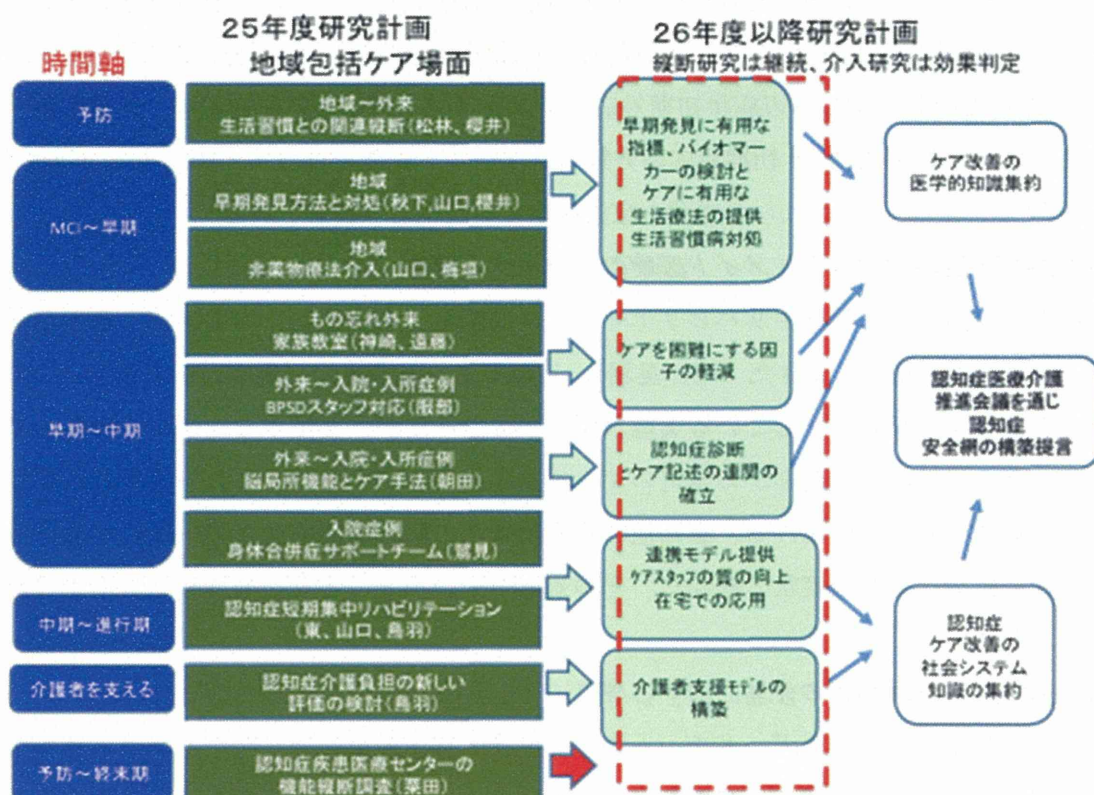 25年度研究計画
地域包括ケア場面
26年度以降研究計画
縦断研究は継続、介入研究は効果判定
時間軸
予防
MCI～早期
早期～中期
中期～進行期
介護者を支える
予防～終末期
地域～外来
生活習慣との関連縦断(松林、櫻井)
地域
早期発見方法と対処(秋下,山口,櫻井)
地域
非薬物療法介入(山口、梅垣)
もの忘れ外来
家族教室(神崎、遠藤)
外来～入院・入所症例
BPSDスタッフ対応(服部)
外来～入院・入所症例
脳局所機能とケア手法(朝田)
入院症例
身体合併症サポートチーム(鷲見)
認知症短期集中リハビリテーション
(東、山口、鳥羽)
認知症介護負担の新しい
評価の検討(鳥羽)
認知症疾患医療センターの
機能縦断調査(粟田)
早期発見に有用な
指標、バイオマー
カーの検討と
ケアに有用な
生活療法の提供
生活習慣病対処
ケアを困難にする因
子の軽減
認知症診断
とケア記述の連関の
確立
連携モデル提供
ケアスタッフの質の向上
在宅での応用
介護者支援モデルの
構築
ケア改善の
医学的知識集約
認知症医療介護
推進会議を通じ
認知症
安全網の構築提言
認知症
ケア改善の
社会システム
知識の集約